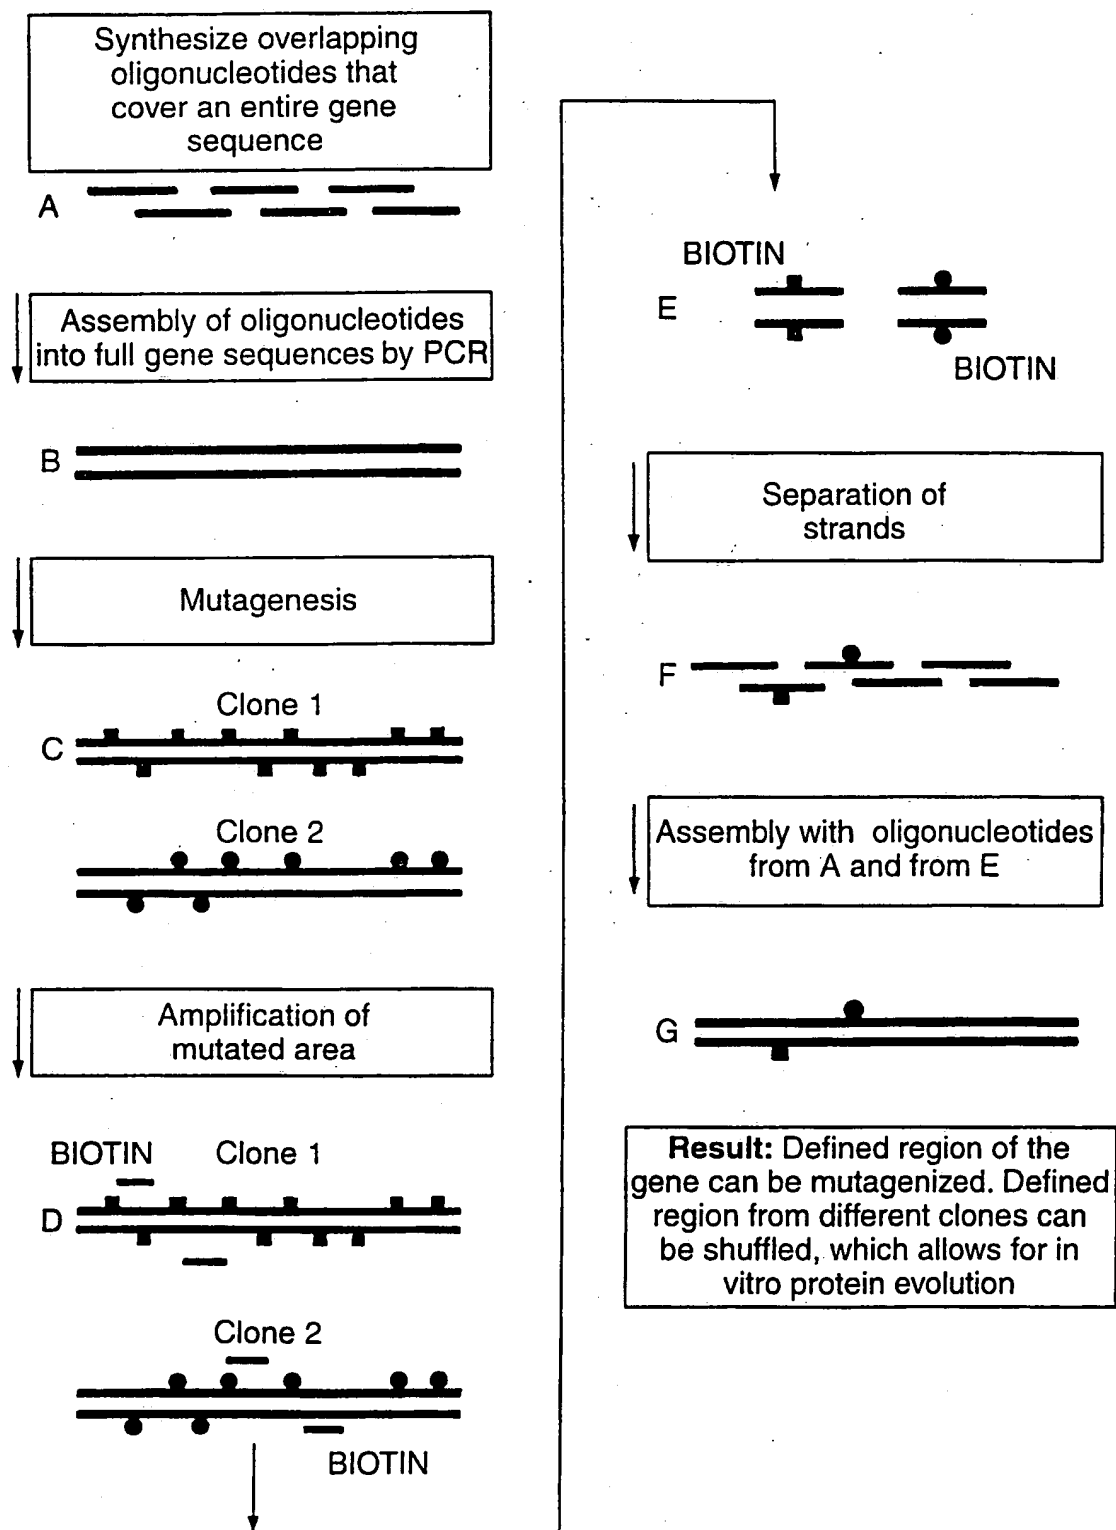 Synthesize overlapping
oligonucleotides that
cover an entire gene
sequence
A
Assembly of oligonucleotides
into full gene sequences by PCR
B
Mutagenesis
Clone 1
C
Clone 2
Amplification of
mutated area
BIOTIN Clone 1
D
Clone 2
BIOTIN
BIOTIN
E
BIOTIN
Separation of
strands
F
Assembly with oligonucleotides
from A and from E
G
Result: Defined region of the
gene can be mutagenized. Defined
region from different clones can
be shuffled, which allows for in
vitro protein evolution